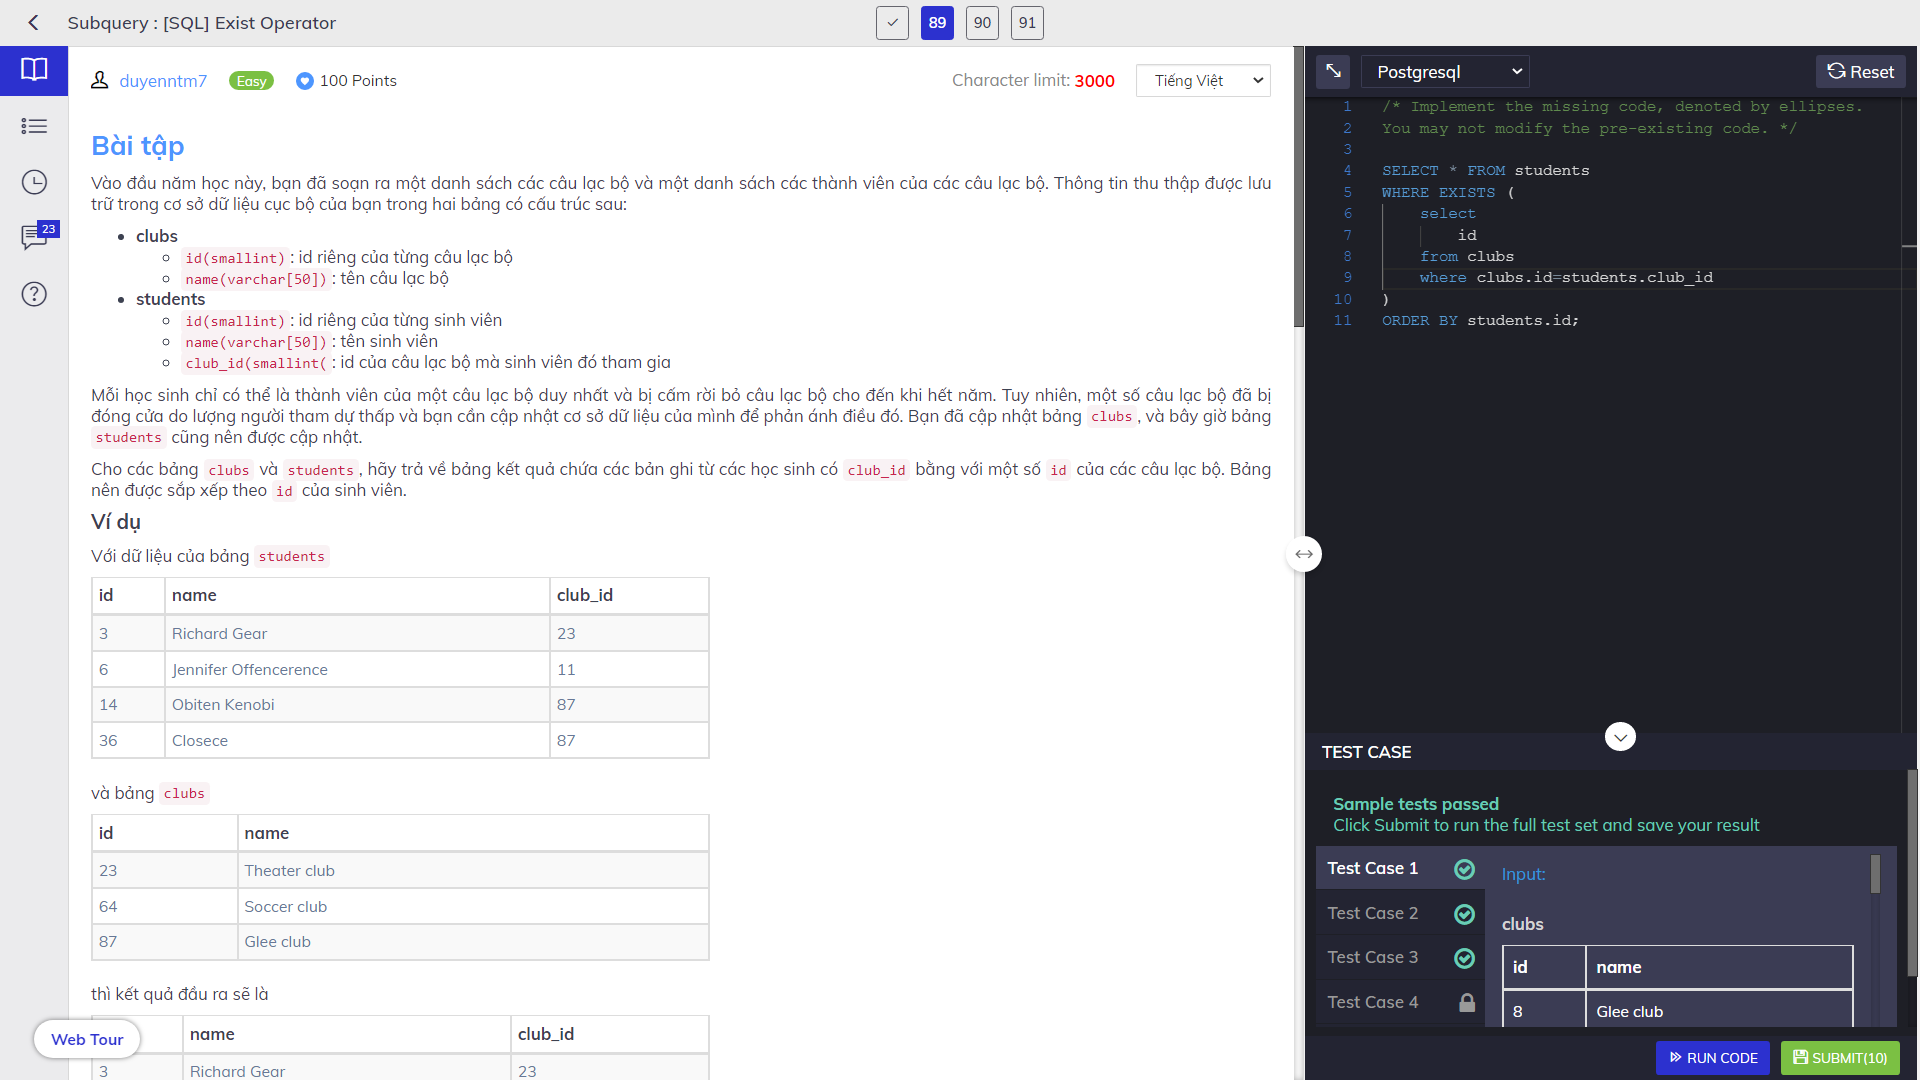 Subquery : [SQL] Exist Operator
89
90
91
23
duyenntm7
Easy
100 Points
Character limit: 3000
Tiếng Việt
Bài tập
Vào đầu năm học này, bạn đã soạn ra một danh sách các câu lạc bộ và một danh sách các thành viên của các câu lạc bộ. Thông tin thu thập được lưu
trữ trong cơ sở dữ liệu cục bộ của bạn trong hai bảng có cấu trúc sau:
clubs
id(smallint) : id riêng của từng câu lạc bộ
name(varchar[50]) : tên câu lạc bộ
students
id(smallint) : id riêng của từng sinh viên
name(varchar[50]) : tên sinh viên
club_id(smallint( : id của câu lạc bộ mà sinh viên đó tham gia
Mỗi học sinh chỉ có thể là thành viên của một câu lạc bộ duy nhất và bị cấm rời bỏ câu lạc bộ cho đến khi hết năm. Tuy nhiên, một số câu lạc bộ đã bị
đóng cửa do lượng người tham dự thấp và bạn cần cập nhật cơ sở dữ liệu của mình để phản ánh điều đó. Bạn đã cập nhật bảng clubs, và bây giờ bảng
students cũng nên được cập nhật.
Cho các bảng clubs và students, hãy trả về bảng kết quả chứa các bản ghi từ các học sinh có club_id bằng với một số id của các câu lạc bộ. Bảng
nên được sắp xếp theo id của sinh viên.
Ví dụ
Với dữ liệu của bảng students
id name club_id
3 Richard Gear 23
6 Jennifer Offencerence 11
14 Obiten Kenobi 87
36 Closece 87
và bảng clubs
id name
23 Theater club
64 Soccer club
87 Glee club
thì kết quả đầu ra sẽ là
name club_id
3 Richard Gear 23
Web Tour
Postgresql
Reset
1 /* Implement the missing code, denoted by ellipses.
2 You may not modify the pre-existing code. */
3
4 SELECT * FROM students
5 WHERE EXISTS (
6 select
7 id
8 from clubs
9 where clubs.id=students.club_id
10 )
11 ORDER BY students.id;
TEST CASE
Sample tests passed
Click Submit to run the full test set and save your result
Test Case 1
Test Case 2
Test Case 3
Test Case 4
Input:
clubs
id name
8 Glee club
RUN CODE
SUBMIT(10)